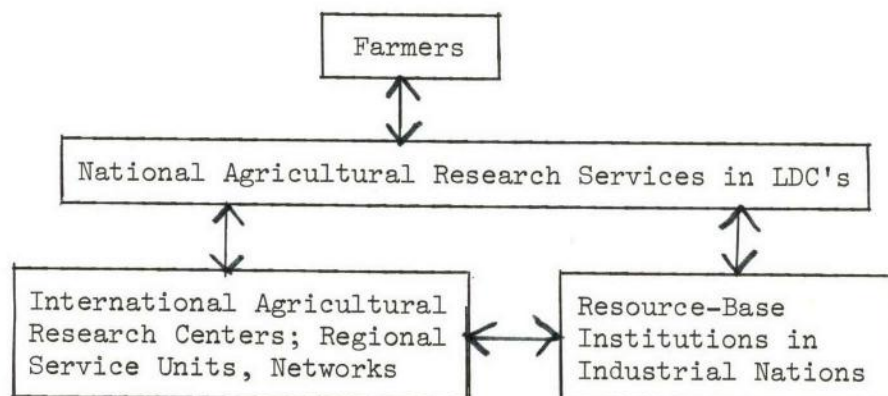 Farmers
National Agricultural Research Services in LDC's
International Agricultural
Research Centers; Regional
Service Units, Networks
Resource-Base
Institutions in
Industrial Nations